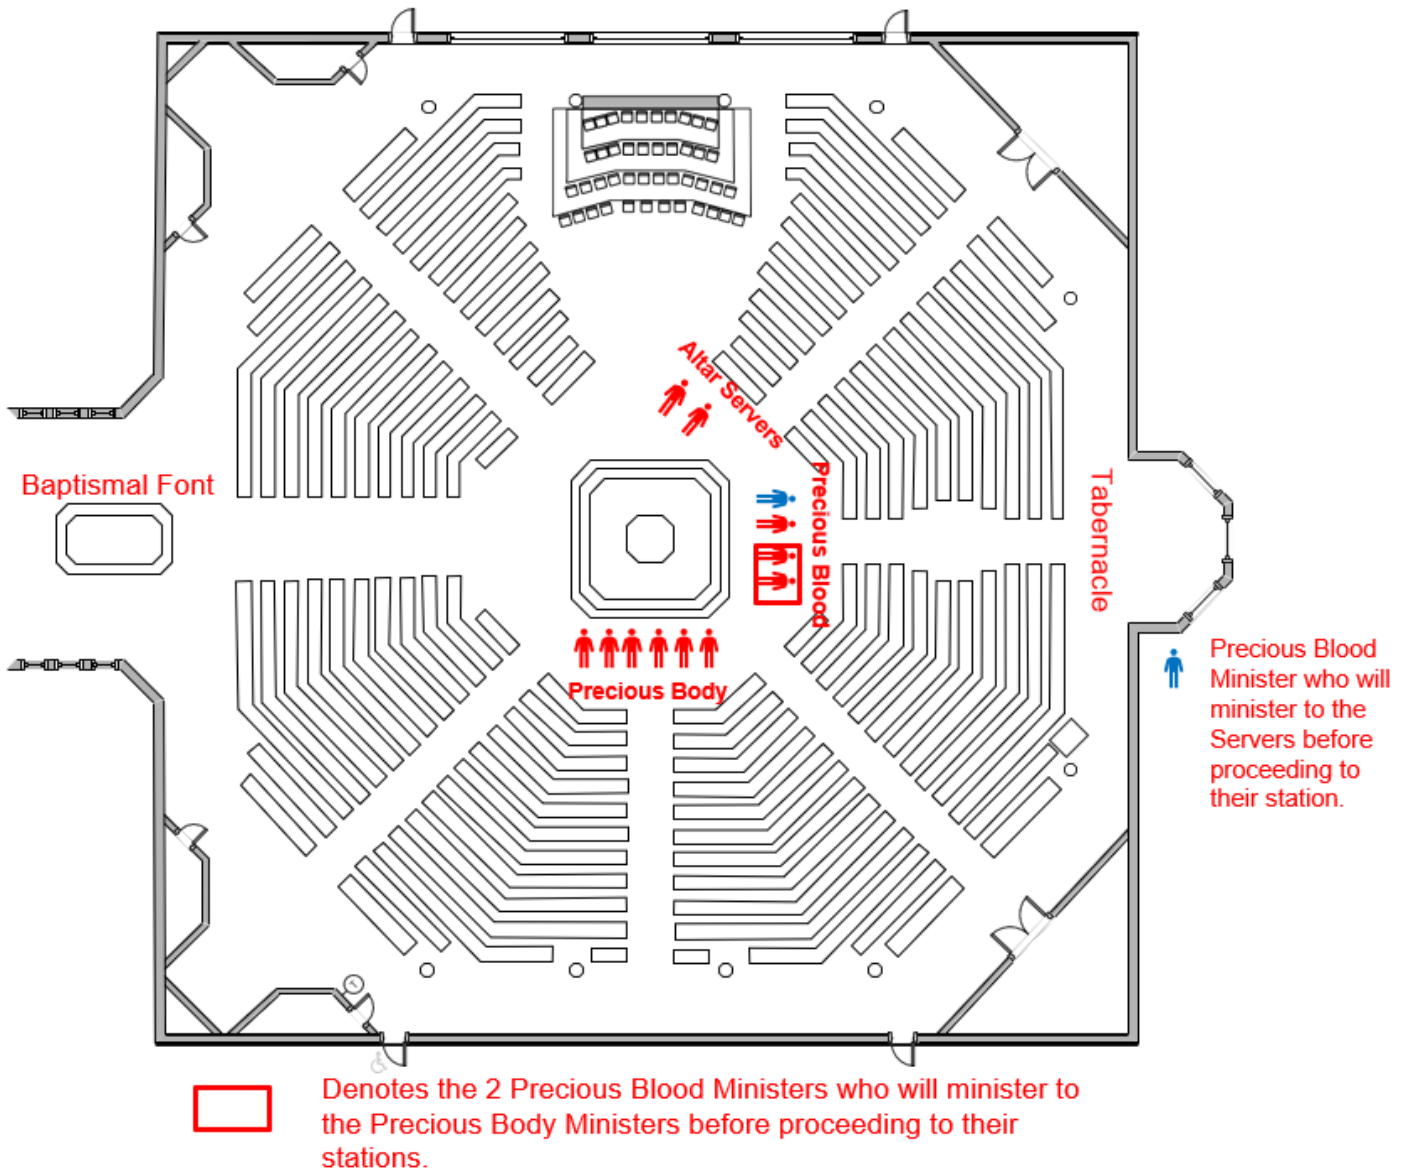 Altar Servers
Baptismal Font
Precious Blood
Tabernacle
Precious Body
Precious Blood
Minister who will
minister to the
Servers before
proceeding to
their station.
Denotes the 2 Precious Blood Ministers who will minister to
the Precious Body Ministers before proceeding to their
stations.